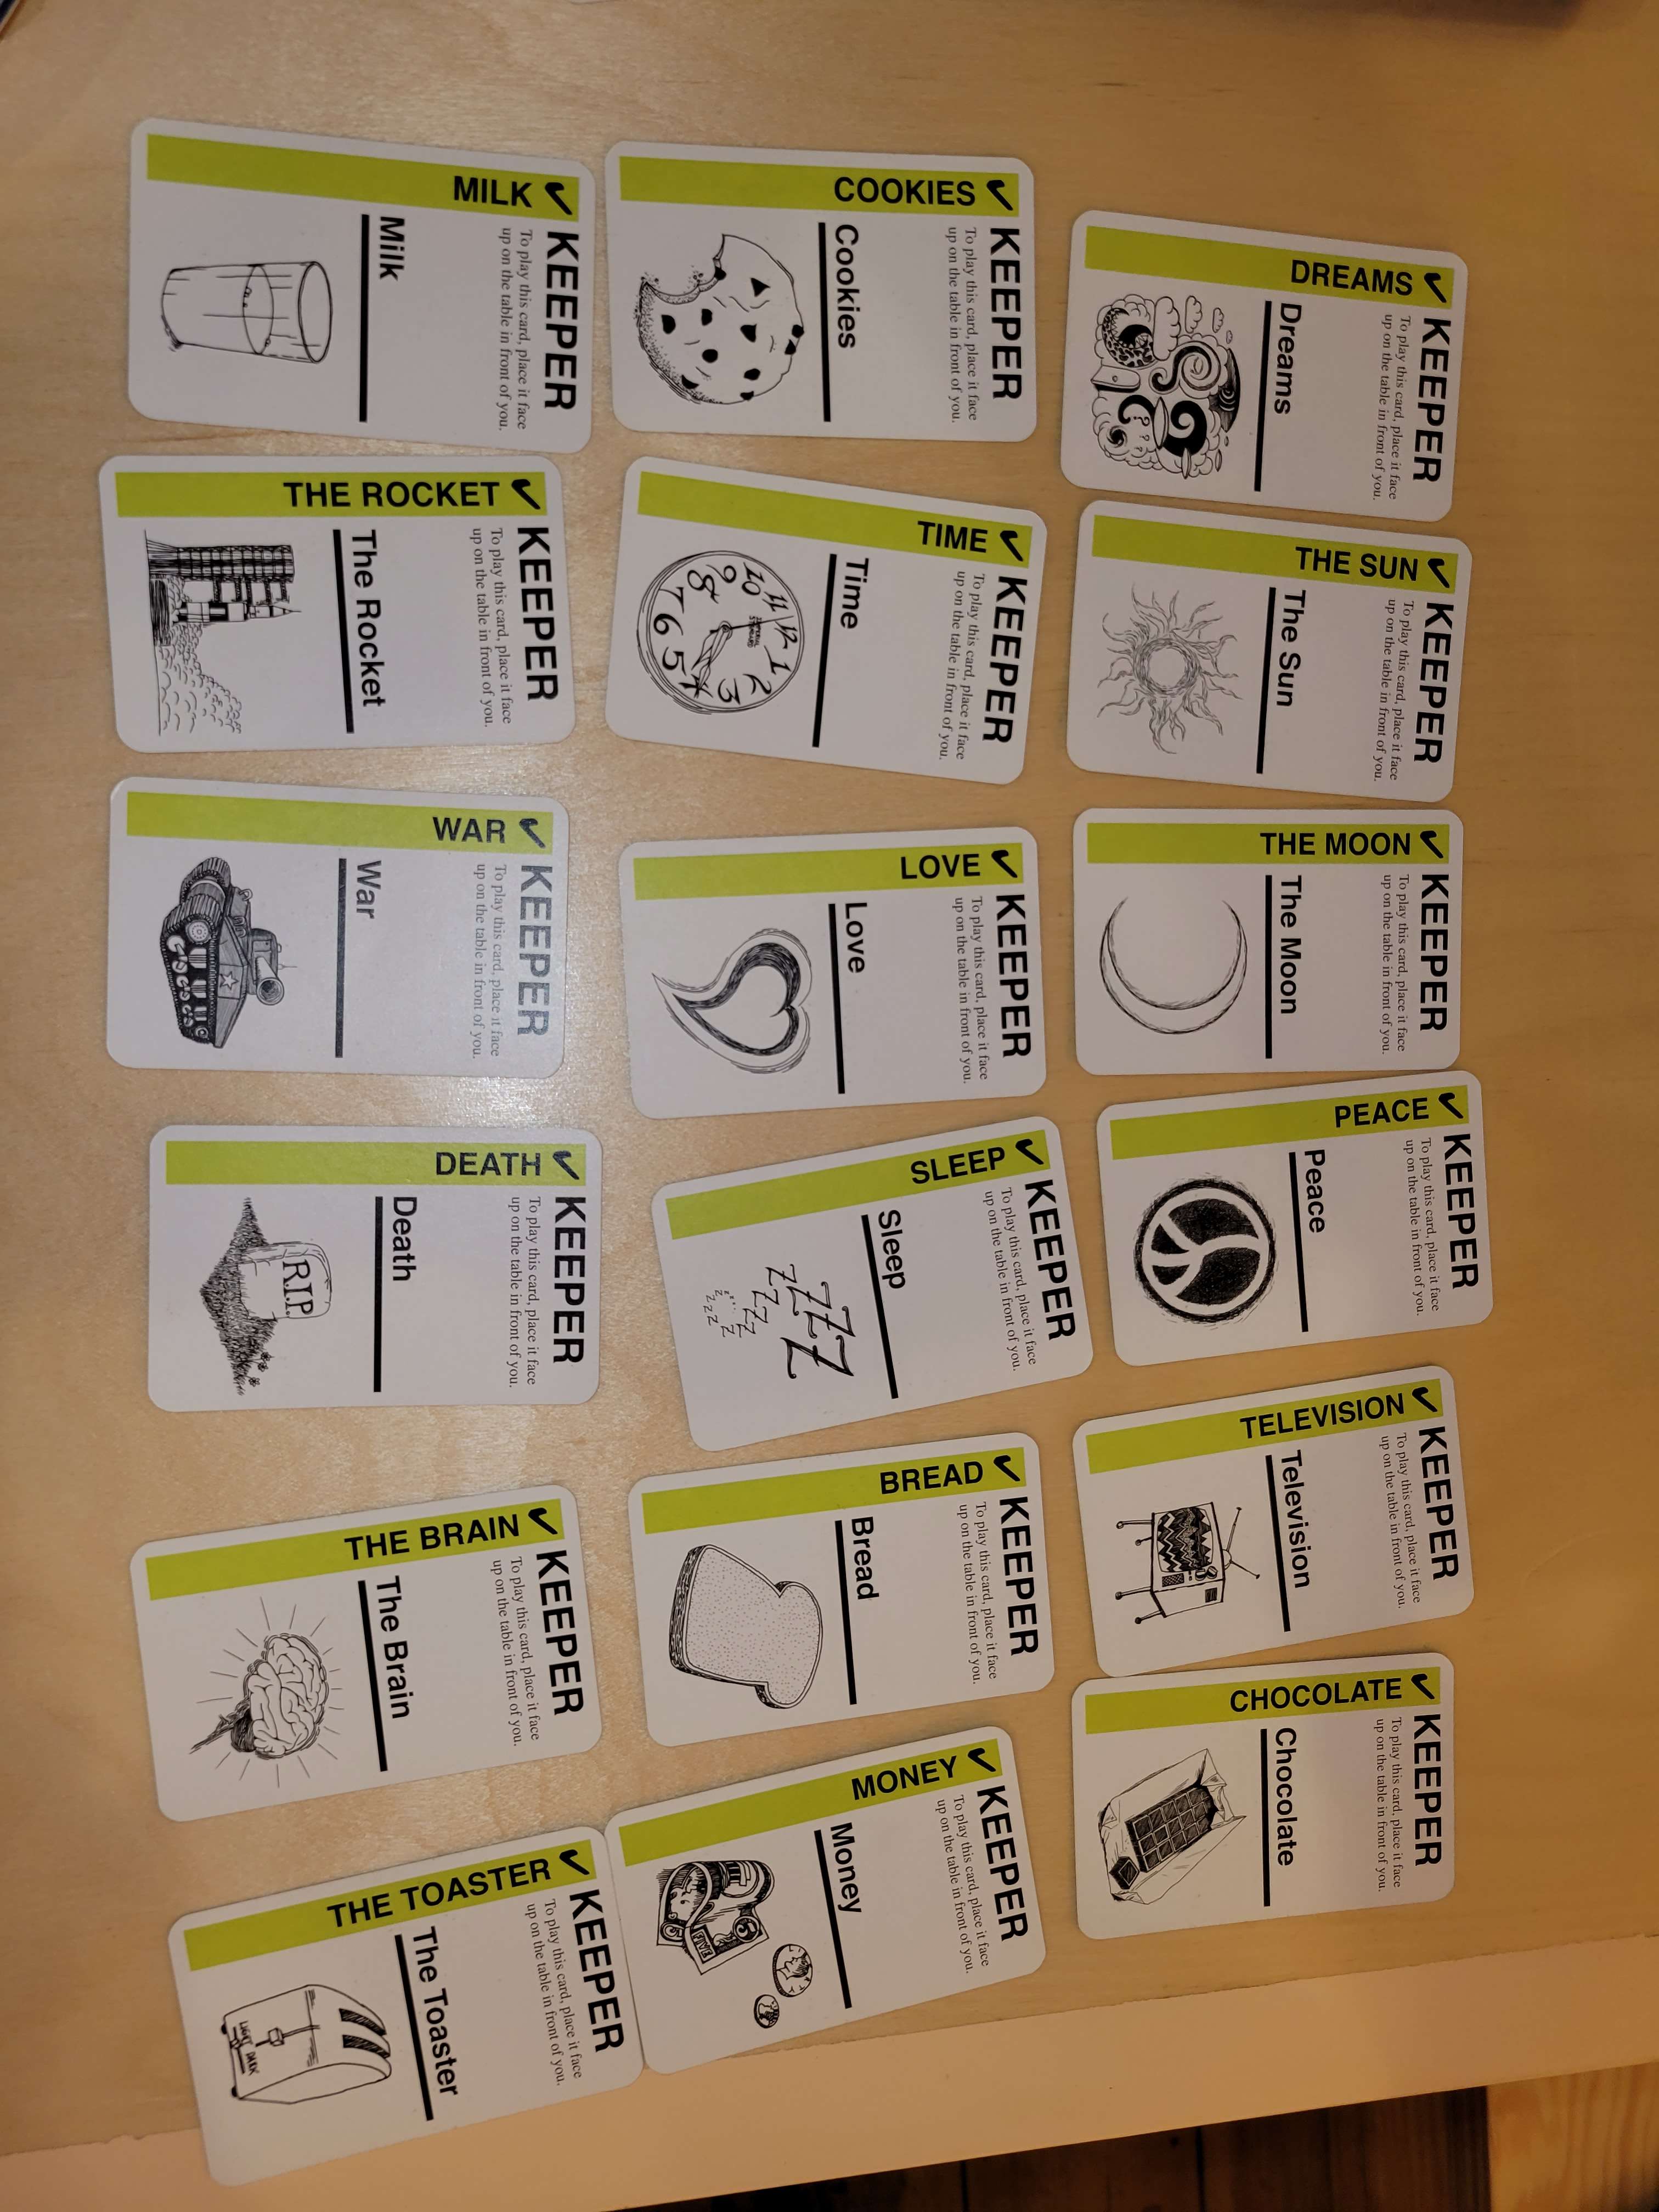 DREAMS
KEEPER
To play this card, place it face
up on the table in front of you.
Dreams
THE SUN
KEEPER
To play this card, place it face
up on the table in front of you.
The Sun
THE MOON
KEEPER
To play this card, place it face
up on the table in front of you.
The Moon
PEACE
KEEPER
To play this card, place it face
up on the table in front of you.
Peace
TELEVISION
KEEPER
To play this card, place it face
up on the table in front of you.
Television
CHOCOLATE
KEEPER
To play this card, place it face
up on the table in front of you.
Chocolate
COOKIES
KEEPER
To play this card, place it face
up on the table in front of you.
Cookies
TIME
KEEPER
To play this card, place it face
up on the table in front of you.
Time
12 1 2 3 4 5 6 7 8 9 10 11
LOVE
KEEPER
To play this card, place it face
up on the table in front of you.
Love
SLEEP
KEEPER
To play this card, place it face
up on the table in front of you.
Sleep
ZZZ
BREAD
KEEPER
To play this card, place it face
up on the table in front of you.
Bread
MONEY
KEEPER
To play this card, place it face
up on the table in front of you.
Money
5
FIVE
MILK
KEEPER
To play this card, place it face
up on the table in front of you.
Milk
THE ROCKET
KEEPER
To play this card, place it face
up on the table in front of you.
The Rocket
WAR
KEEPER
To play this card, place it face
up on the table in front of you.
War
DEATH
KEEPER
To play this card, place it face
up on the table in front of you.
Death
R.I.P.
THE BRAIN
KEEPER
To play this card, place it face
up on the table in front of you.
The Brain
THE TOASTER
KEEPER
To play this card, place it face
up on the table in front of you.
The Toaster
LIGHT DARK